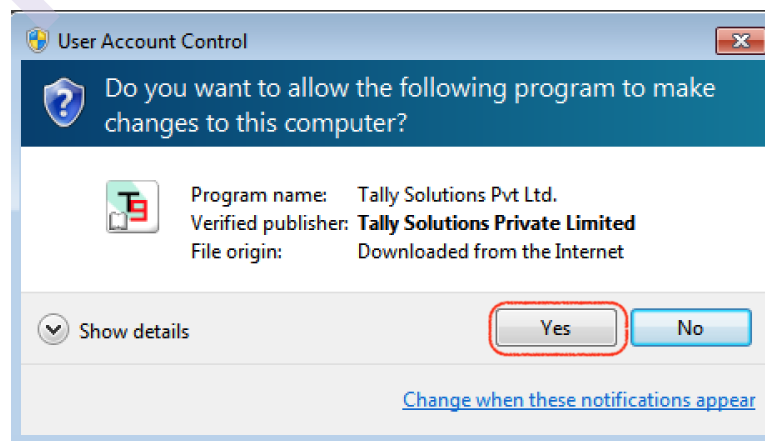 User Account Control
Do you want to allow the following program to make
changes to this computer?
T9
Program name: Tally Solutions Pvt Ltd.
Verified publisher: Tally Solutions Private Limited
File origin: Downloaded from the Internet
Show details
Yes
No
Change when these notifications appear